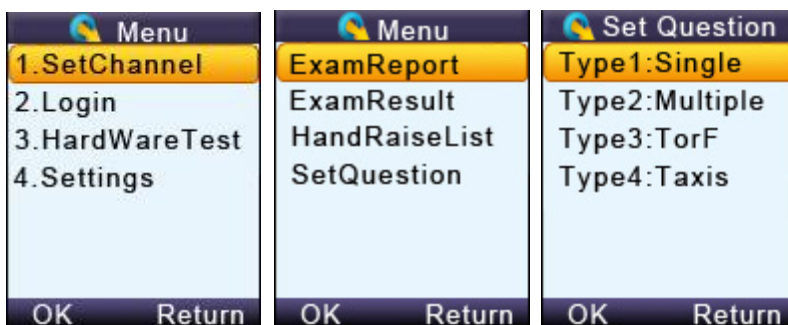 Menu
1.SetChannel
2.Login
3.HardWareTest
4.Settings
OK Return
Menu
ExamReport
ExamResult
HandRaiseList
SetQuestion
OK Return
Set Question
Type1:Single
Type2:Multiple
Type3:TorF
Type4:Taxis
OK Return